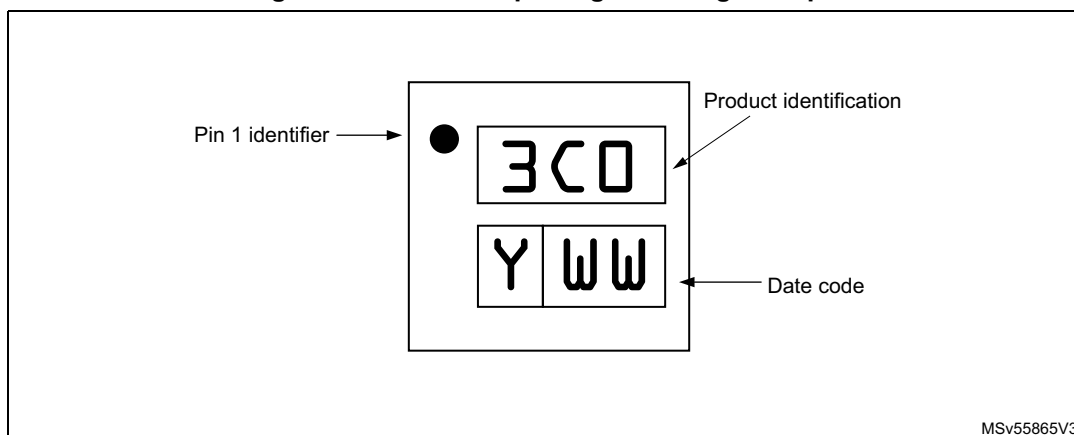 Product identification
Pin 1 identifier
3C0
Y WW
Date code
MSv55865V3